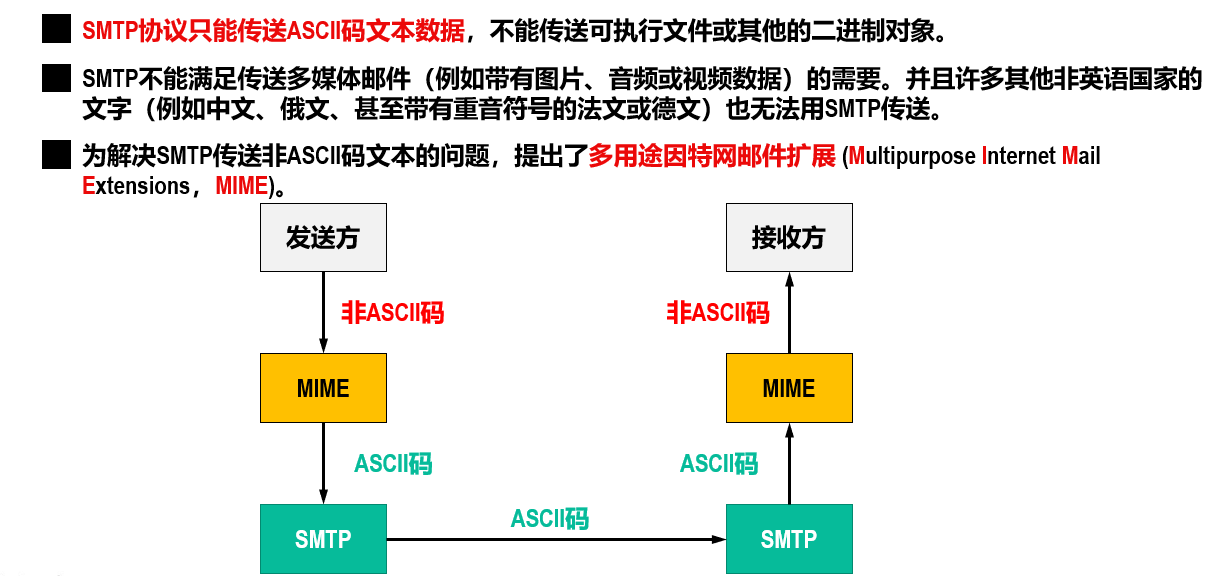 SMTP协议只能传送ASCII码文本数据，不能传送可执行文件或其他的二进制对象。
SMTP不能满足传送多媒体邮件（例如带有图片、音频或视频数据）的需要。并且许多其他非英语国家的
文字（例如中文、俄文、甚至带有重音符号的法文或德文）也无法用SMTP传送。
为解决SMTP传送非ASCII码文本的问题，提出了多用途因特网邮件扩展 (Multipurpose Internet Mail
Extensions，MIME)。
发送方
接收方
非ASCII码
非ASCII码
MIME
MIME
ASCII码
ASCII码
ASCII码
SMTP
SMTP